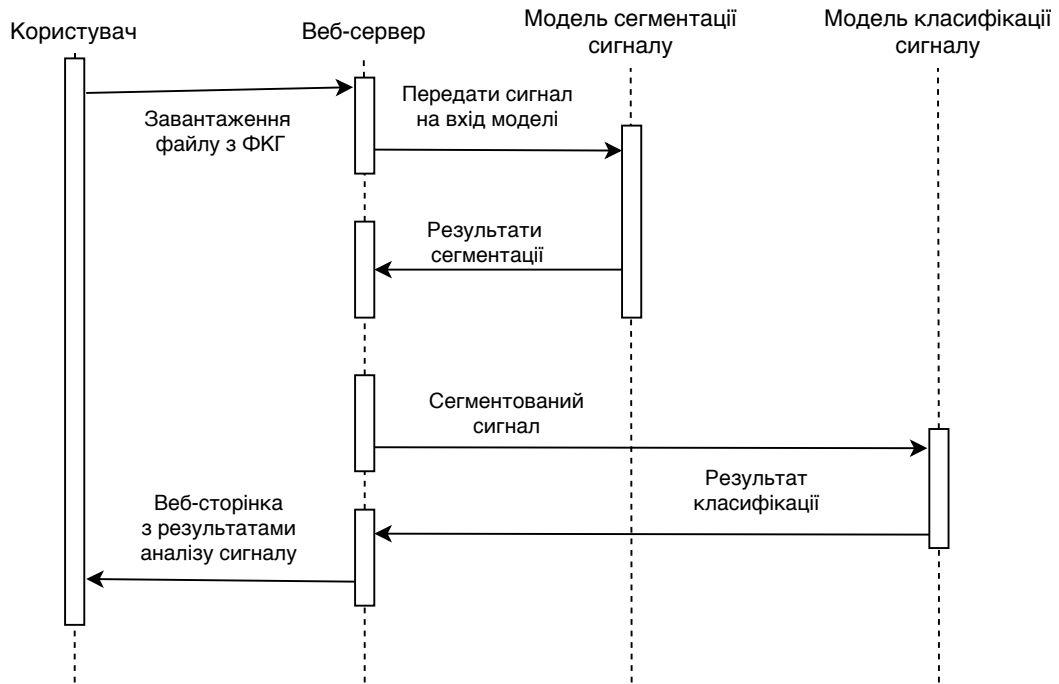 Користувач
Веб-сервер
Модель сегментації
сигналу
Модель класифікації
сигналу
Завантаження
файлу з ФКГ
Передати сигнал
на вхід моделі
Результати
сегментації
Сегментований
сигнал
Результат
класифікації
Веб-сторінка
з результатами
аналізу сигналу